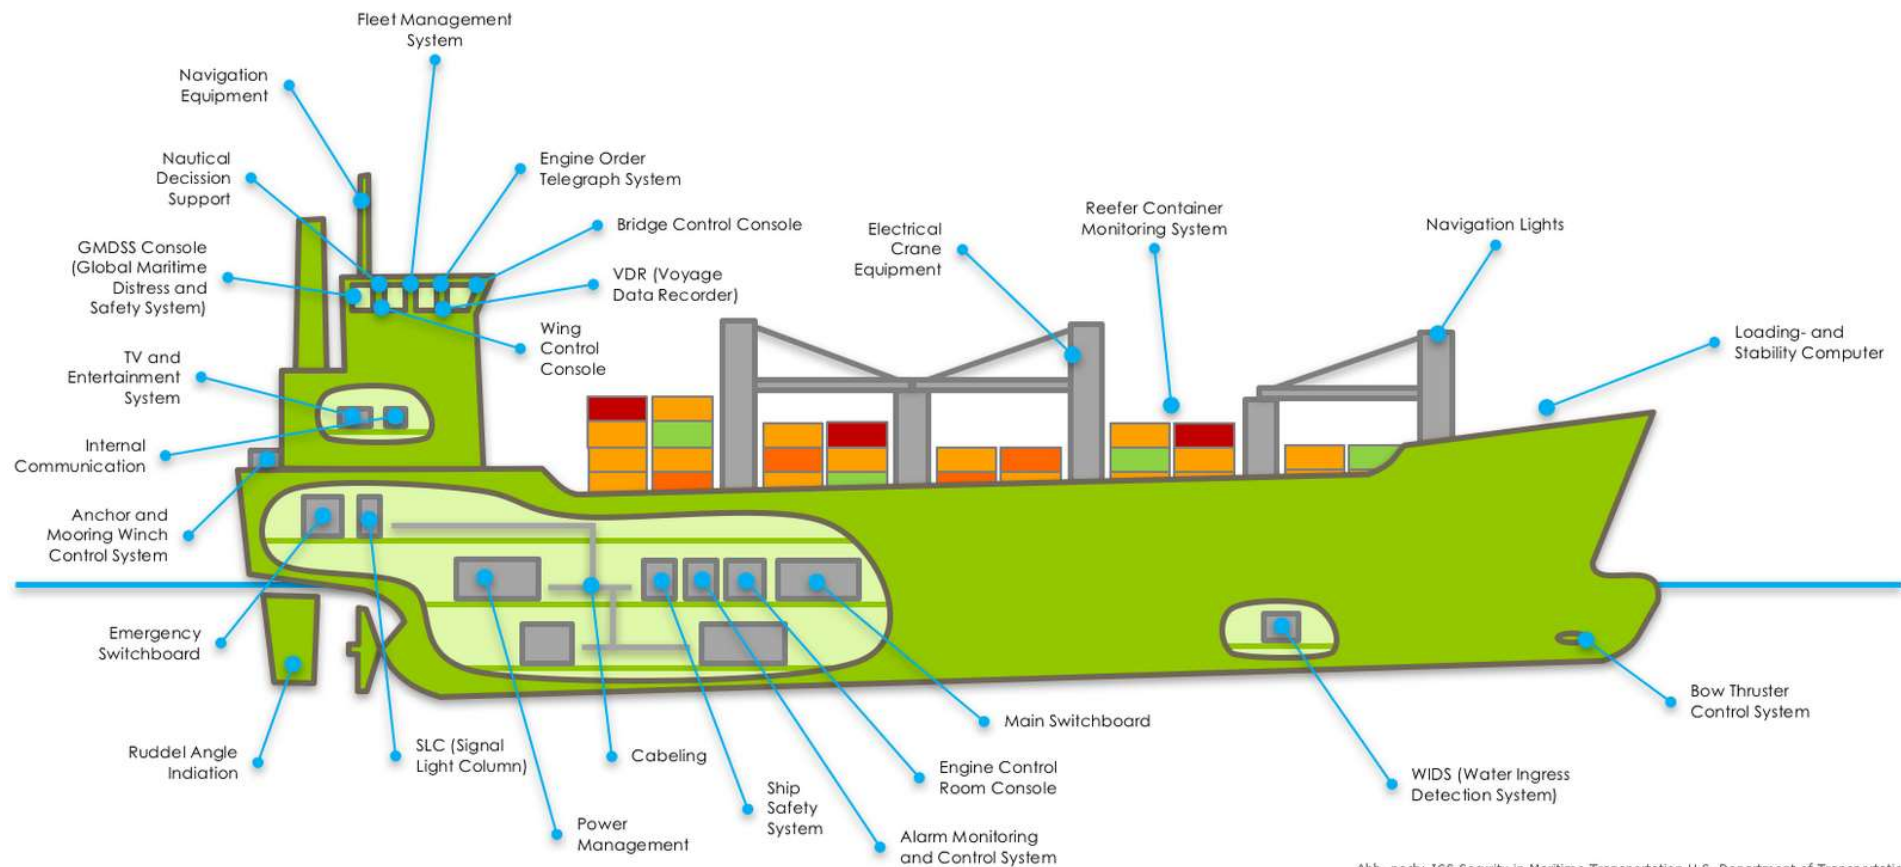 Fleet Management
System
Navigation
Equipment
Nautical
Decission
Support
Engine Order
Telegraph System
Bridge Control Console
GMDSS Console
(Global Maritime
Distress and
Safety System)
VDR (Voyage
Data Recorder)
Wing
Control
Console
Electrical
Crane
Equipment
Reefer Container
Monitoring System
Navigation Lights
Loading- and
Stability Computer
TV and
Entertainment
System
Internal
Communication
Anchor and
Mooring Winch
Control System
Emergency
Switchboard
Ruddel Angle
Indiation
SLC (Signal
Light Column)
Power
Management
Cabeling
Ship
Safety
System
Alarm Monitoring
and Control System
Engine Control
Room Console
Main Switchboard
WIDS (Water Ingress
Detection System)
Bow Thruster
Control System